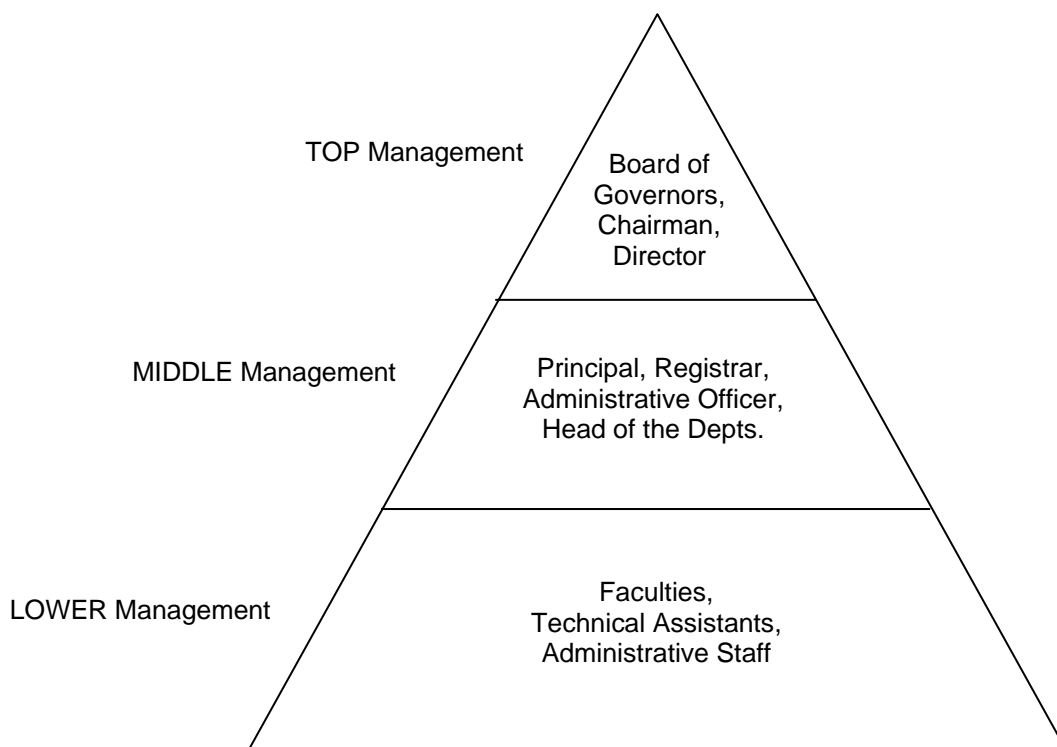 TOP Management
Board of
Governors,
Chairman,
Director
MIDDLE Management
Principal, Registrar,
Administrative Officer,
Head of the Depts.
LOWER Management
Faculties,
Technical Assistants,
Administrative Staff